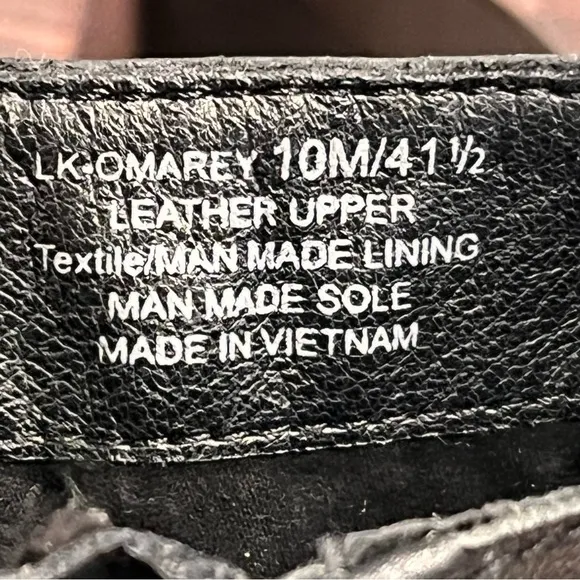 LK-OMAREY 10M/41½
LEATHER UPPER
Textile/MAN MADE LINING
MAN MADE SOLE
MADE IN VIETNAM